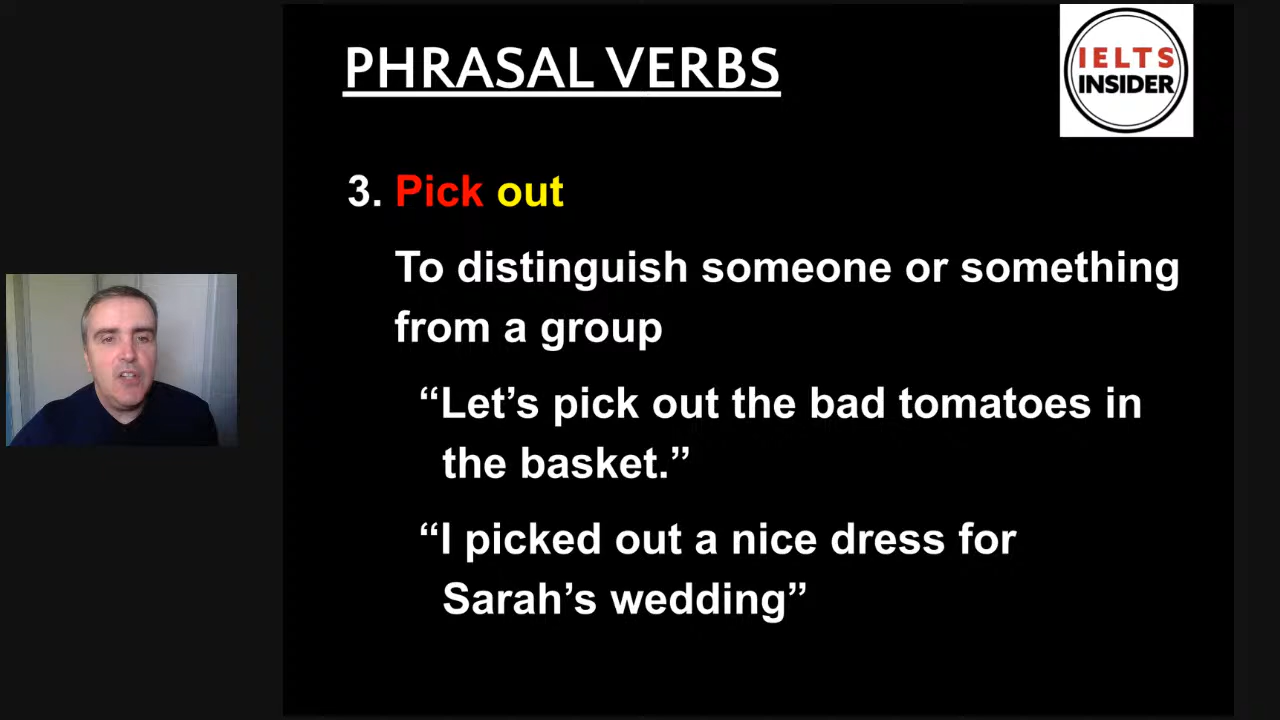 PHRASAL VERBS
IELTS
INSIDER
3. Pick out
To distinguish someone or something
from a group
“Let’s pick out the bad tomatoes in
the basket.”
“I picked out a nice dress for
Sarah’s wedding”